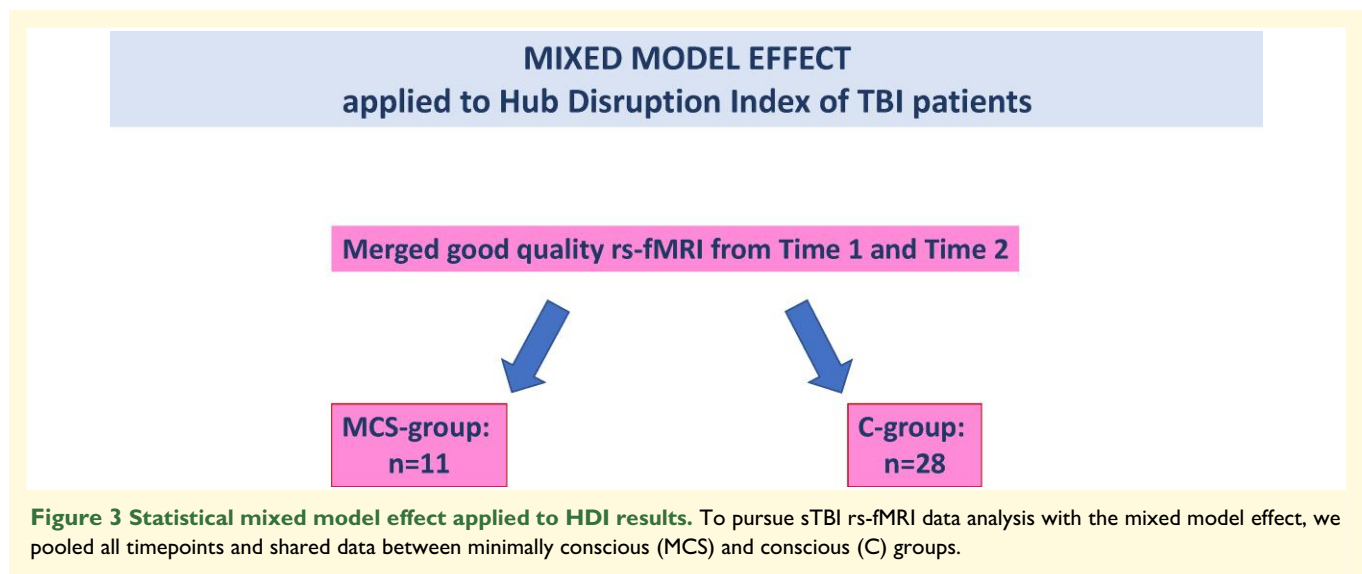 MIXED MODEL EFFECT
applied to Hub Disruption Index of TBI patients
Merged good quality rs-fMRI from Time 1 and Time 2
MCS-group:
n=11
C-group:
n=28
Figure 3 Statistical mixed model effect applied to HDI results. To pursue sTBI rs-fMRI data analysis with the mixed model effect, we
pooled all timepoints and shared data between minimally conscious (MCS) and conscious (C) groups.